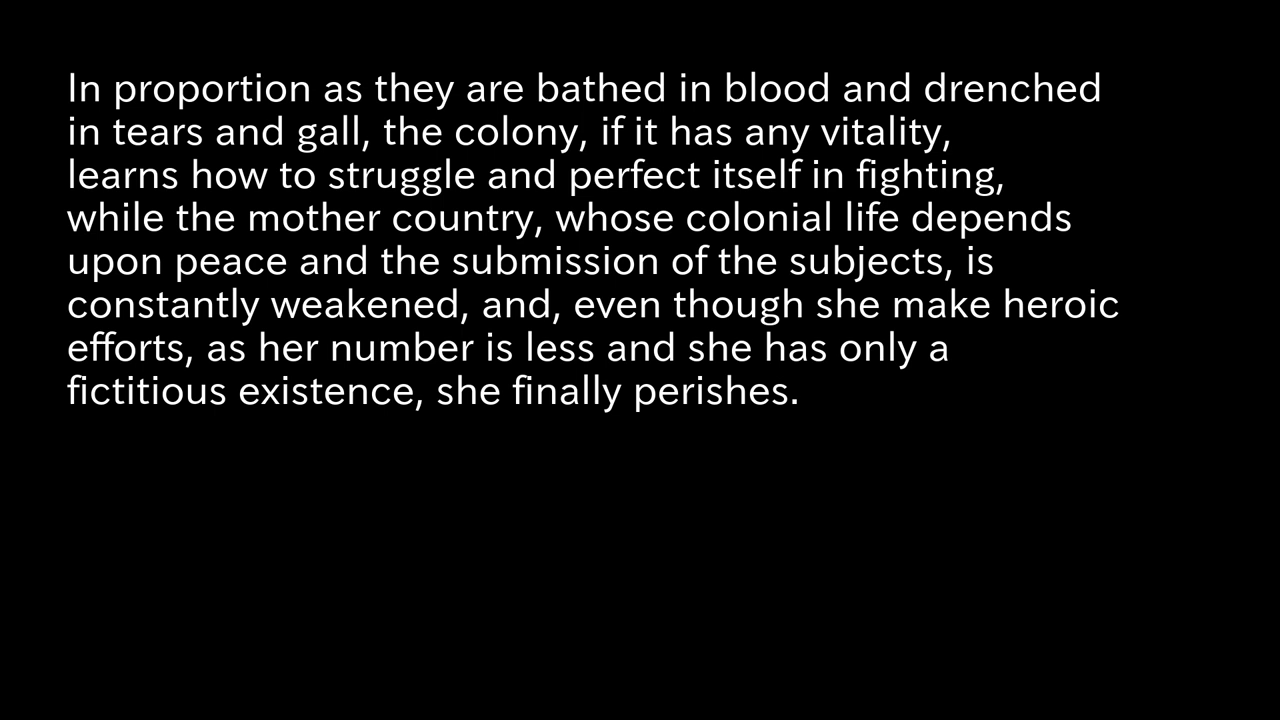 In proportion as they are bathed in blood and drenched
in tears and gall, the colony, if it has any vitality,
learns how to struggle and perfect itself in fighting,
while the mother country, whose colonial life depends
upon peace and the submission of the subjects, is
constantly weakened, and, even though she make heroic
efforts, as her number is less and she has only a
fictitious existence, she finally perishes.